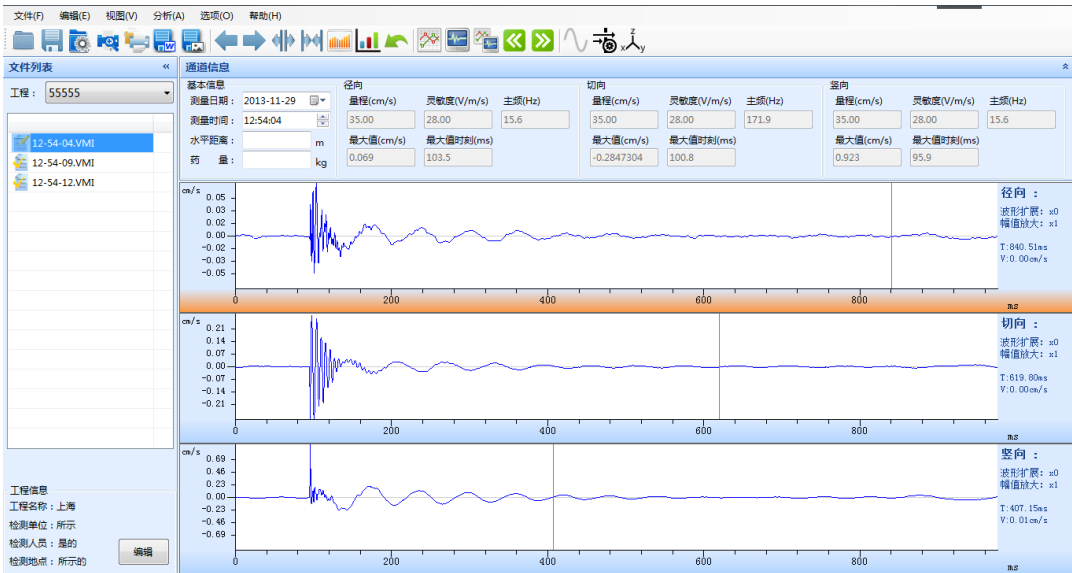 文件(F) 编辑(E) 视图(V) 分析(A) 选项(O) 帮助(H)
W
z x y
文件列表 «
工程： 55555
12-54-04.VMI
12-54-09.VMI
12-54-12.VMI
工程信息
工程名称：上海
检测单位：所示
检测人员：是的
检测地点：所示的
编辑
通道信息
基本信息
测量日期： 2013-11-29
测量时间： 12:54:04
水平距离： m
药 量： kg
径向
量程(cm/s) 灵敏度(V/m/s) 主频(Hz)
35.00 28.00 15.6
最大值(cm/s) 最大值时刻(ms)
0.069 103.5
切向
量程(cm/s) 灵敏度(V/m/s) 主频(Hz)
35.00 28.00 171.9
最大值(cm/s) 最大值时刻(ms)
-0.2847304 100.8
竖向
量程(cm/s) 灵敏度(V/m/s) 主频(Hz)
35.00 28.00 15.6
最大值(cm/s) 最大值时刻(ms)
0.923 95.9
cm/s
0.05
0.03
0.02
0.00
-0.02
-0.03
-0.05
0 200 400 600 800 ms
径向：
波形扩展: x0
幅值放大: x1
T:840.51ms
V:0.00cm/s
cm/s
0.21
0.14
0.07
0.00
-0.07
-0.14
-0.21
0 200 400 600 800 ms
切向：
波形扩展: x0
幅值放大: x1
T:619.80ms
V:0.00cm/s
cm/s
0.69
0.46
0.23
0.00
-0.23
-0.46
-0.69
0 200 400 600 800 ms
竖向：
波形扩展: x0
幅值放大: x1
T:407.15ms
V:0.01cm/s